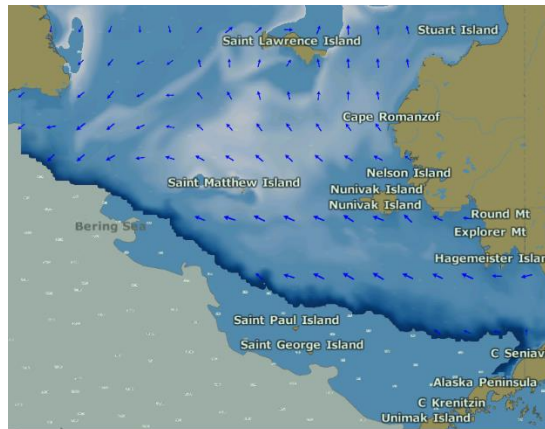 Stuart Island
Saint Lawrence Island
Cape Romanzof
Nelson Island
Saint Matthew Island
Nunivak Island
Nunivak Island
Round Mt
Bering Sea
Explorer Mt
Hagemeister Islan
Saint Paul Island
Saint George Island
C Seniav
Alaska Peninsula
C Krenitzin
Unimak Island